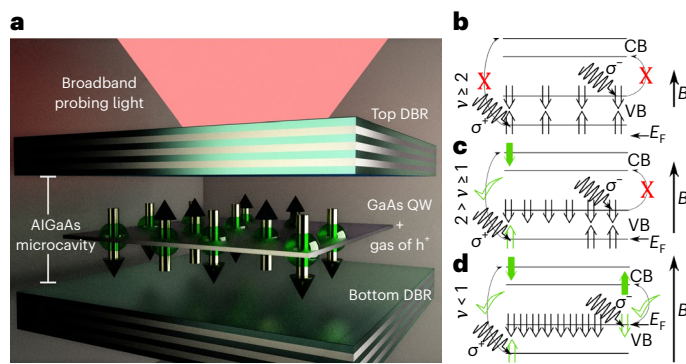 a
Broadband
probing light
Top DBR
AlGaAs
microcavity
GaAs QW
+
gas of h⁺
Bottom DBR
b
ν ≥ 2
CB
X
X
σ⁻
VB
σ⁺
E_F
B
c
2 > ν ≥ 1
CB
X
σ⁻
VB
σ⁺
E_F
B
d
ν < 1
CB
σ⁻
E_F
VB
σ⁺
B